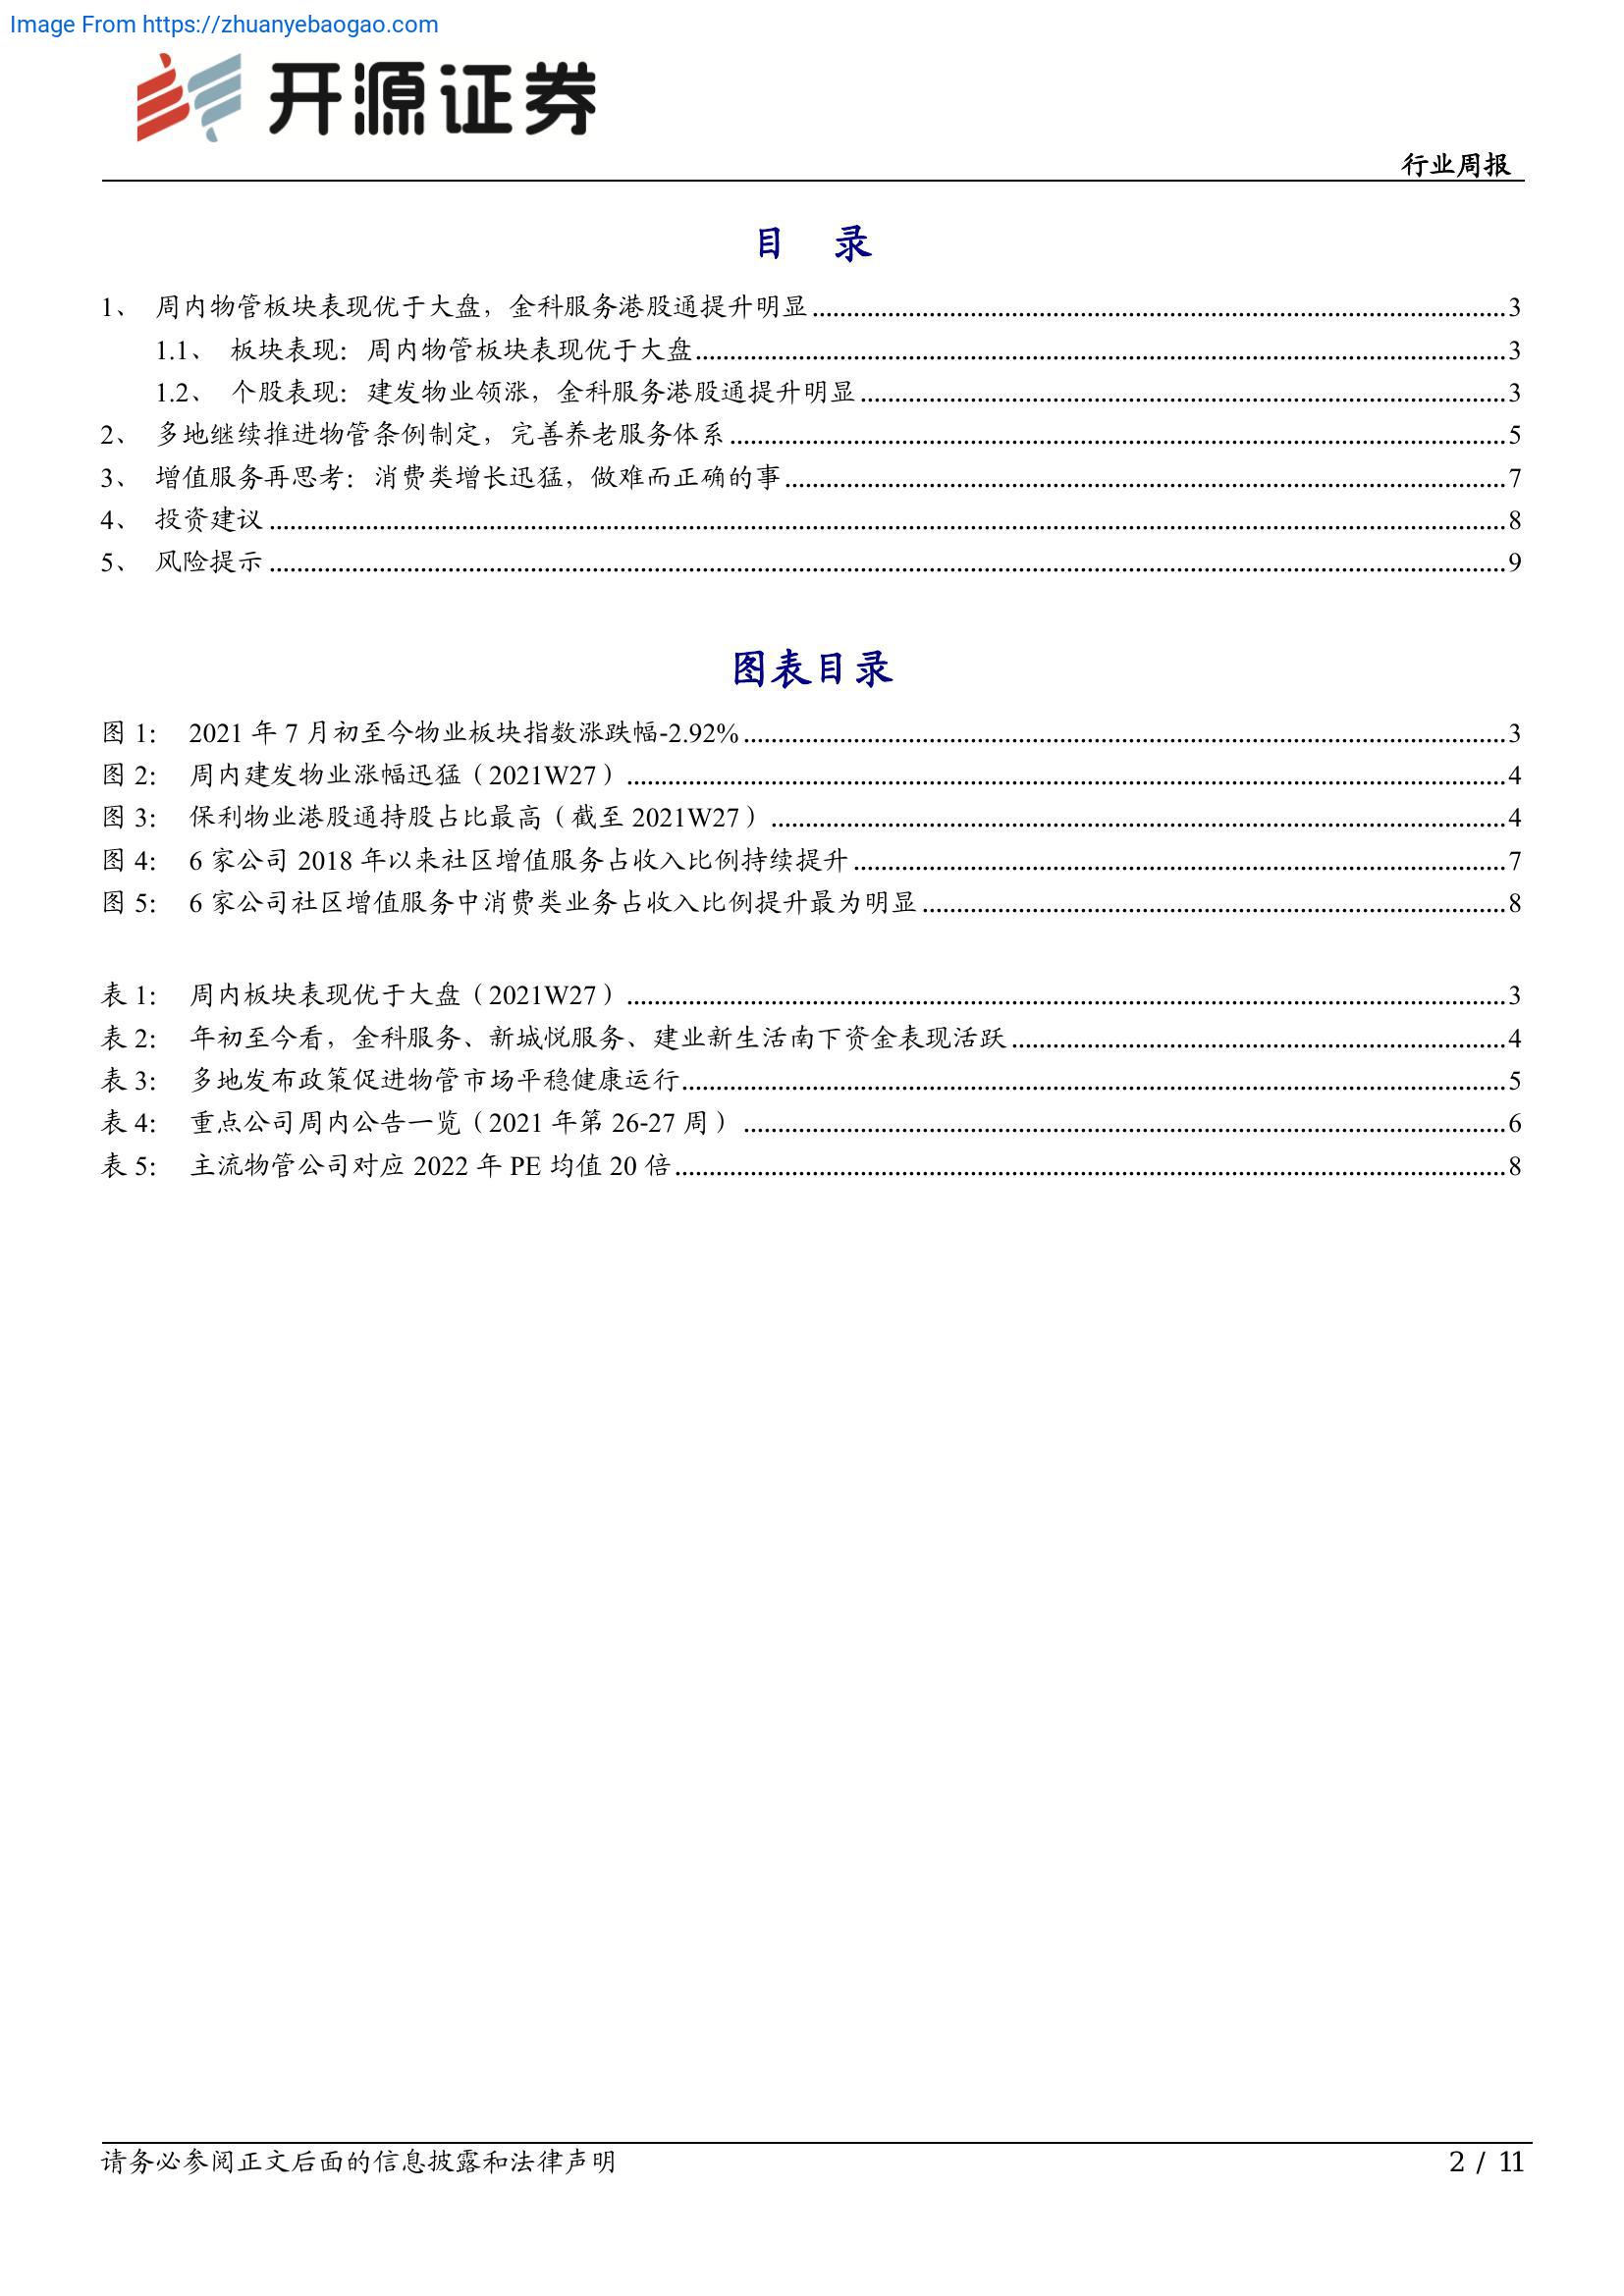 Image From https://zhuanyebaogao.com
开源证券
行业周报
目 录
1、 周内物管板块表现优于大盘，金科服务港股通提升明显 3
1.1、 板块表现：周内物管板块表现优于大盘 3
1.2、 个股表现：建发物业领涨，金科服务港股通提升明显 3
2、 多地继续推进物管条例制定，完善养老服务体系 5
3、 增值服务再思考：消费类增长迅猛，做难而正确的事 7
4、 投资建议 8
5、 风险提示 9
图表目录
图 1： 2021 年 7 月初至今物业板块指数涨跌幅-2.92% 3
图 2： 周内建发物业涨幅迅猛（2021W27） 4
图 3： 保利物业港股通持股占比最高（截至 2021W27） 4
图 4： 6 家公司 2018 年以来社区增值服务占收入比例持续提升 7
图 5： 6 家公司社区增值服务中消费类业务占收入比例提升最为明显 8
表 1： 周内板块表现优于大盘（2021W27） 3
表 2： 年初至今看，金科服务、新城悦服务、建业新生活南下资金表现活跃 4
表 3： 多地发布政策促进物管市场平稳健康运行 5
表 4： 重点公司周内公告一览（2021 年第 26-27 周） 6
表 5： 主流物管公司对应 2022 年 PE 均值 20 倍 8
请务必参阅正文后面的信息披露和法律声明
2 / 11